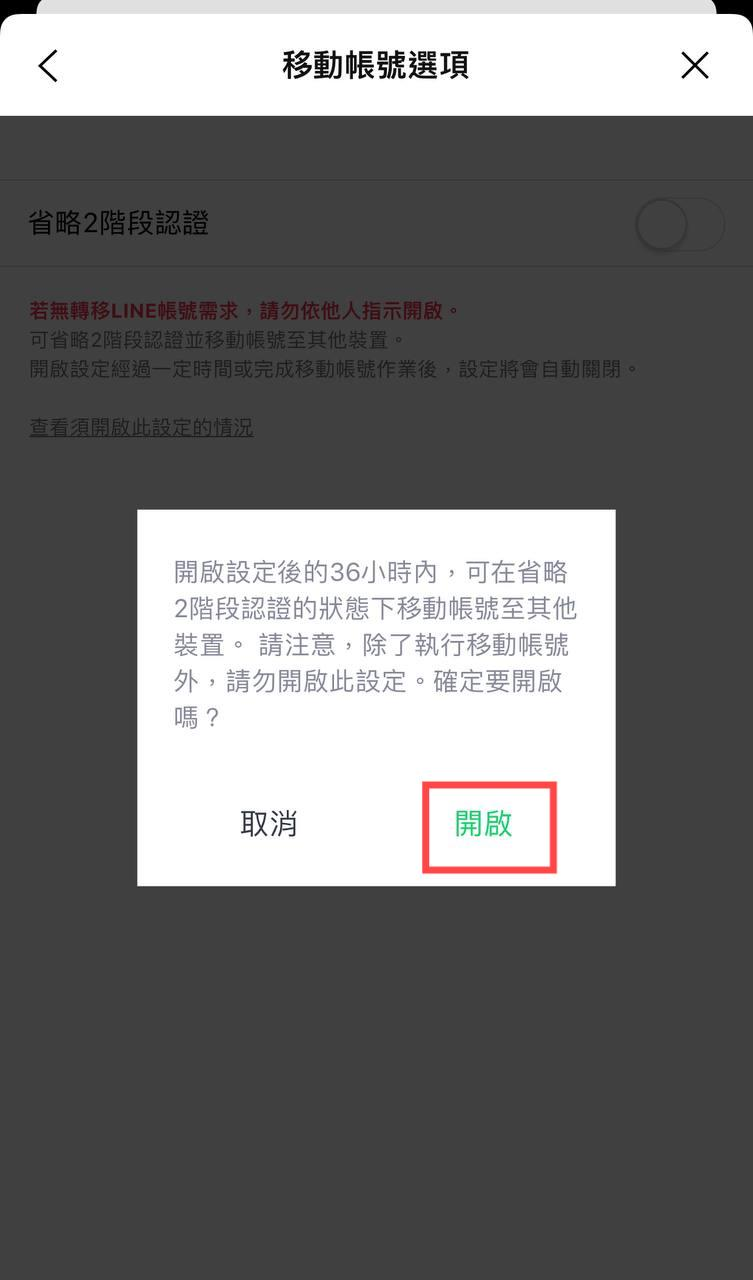 移動帳號選項
省略2階段認證
若無轉移LINE帳號需求，請勿依他人指示開啟。
可省略2階段認證並移動帳號至其他裝置。
開啟設定經過一定時間或完成移動帳號作業後，設定將會自動關閉。
查看須開啟此設定的情況
開啟設定後的36小時內，可在省略
2階段認證的狀態下移動帳號至其他
裝置。 請注意，除了執行移動帳號
外，請勿開啟此設定。確定要開啟
嗎？
取消
開啟